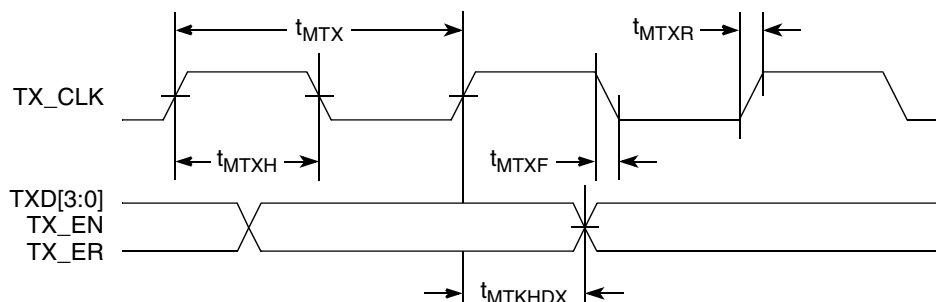 tMTX
tMTXR
TX_CLK
tMTXH
tMTXF
TXD[3:0]
TX_EN
TX_ER
tMTKHDX